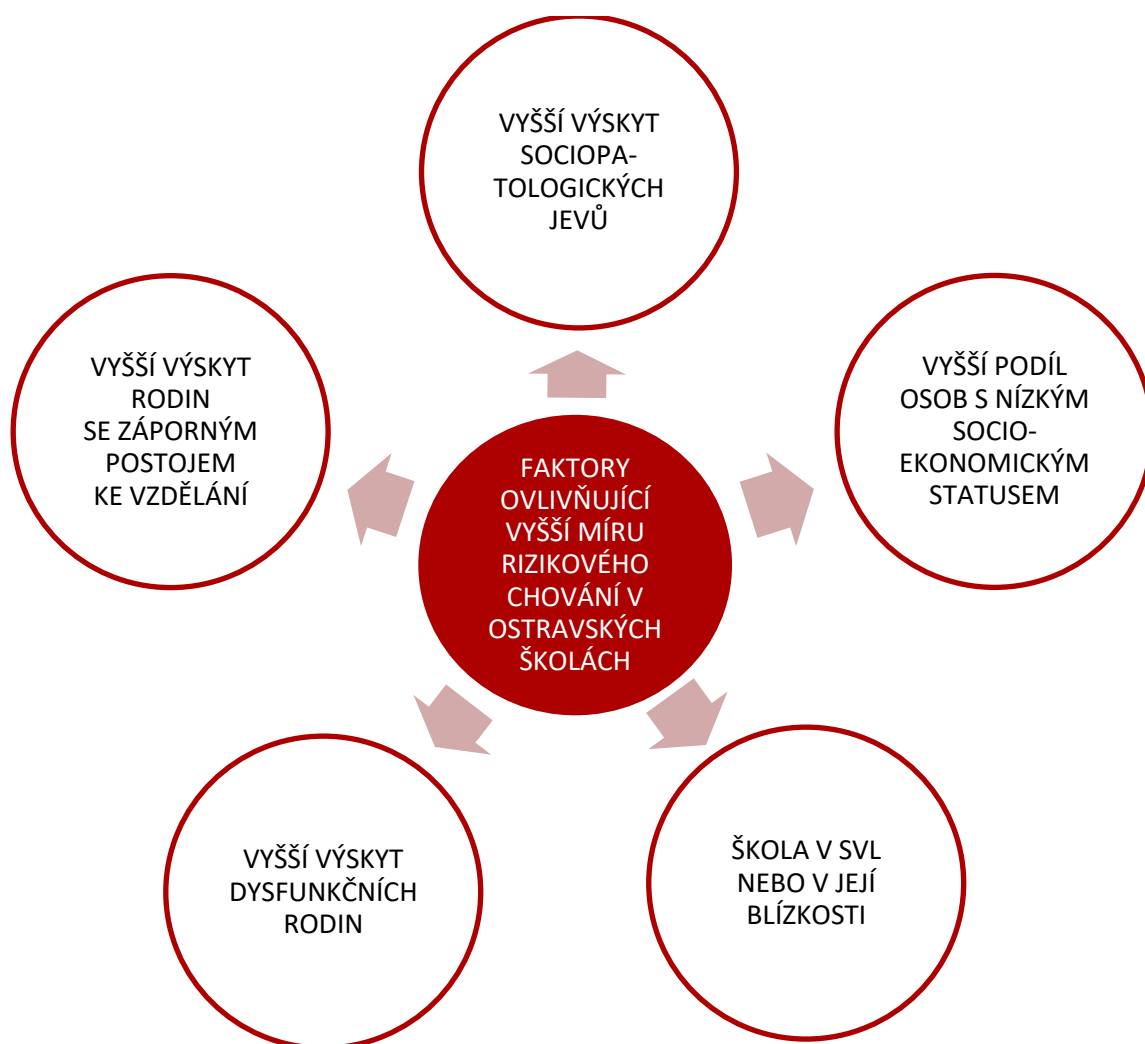 VYŠŠÍ VÝSKYT
SOCIOPA-
TOLOGICKÝCH
JEVŮ
VYŠŠÍ VÝSKYT
RODIN
SE ZÁPORNÝM
POSTOJEM
KE VZDĚLÁNÍ
VYŠŠÍ PODÍL
OSOB S NÍZKÝM
SOCIO-
EKONOMICKÝM
STATUSEM
FAKTORY
OVLIVŇUJÍCÍ
VYŠŠÍ MÍRU
RIZIKOVÉHO
CHOVÁNÍ V
OSTRAVSKÝCH
ŠKOLÁCH
VYŠŠÍ VÝSKYT
DYSFUNKČNÍCH
RODIN
ŠKOLA V SVL
NEBO V JEJÍ
BLÍZKOSTI